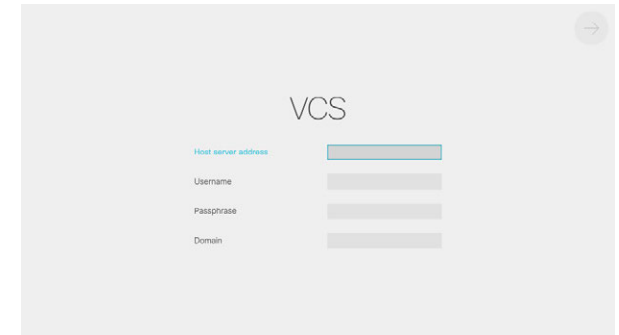 VCS
Host server address
Username
Passphrase
Domain